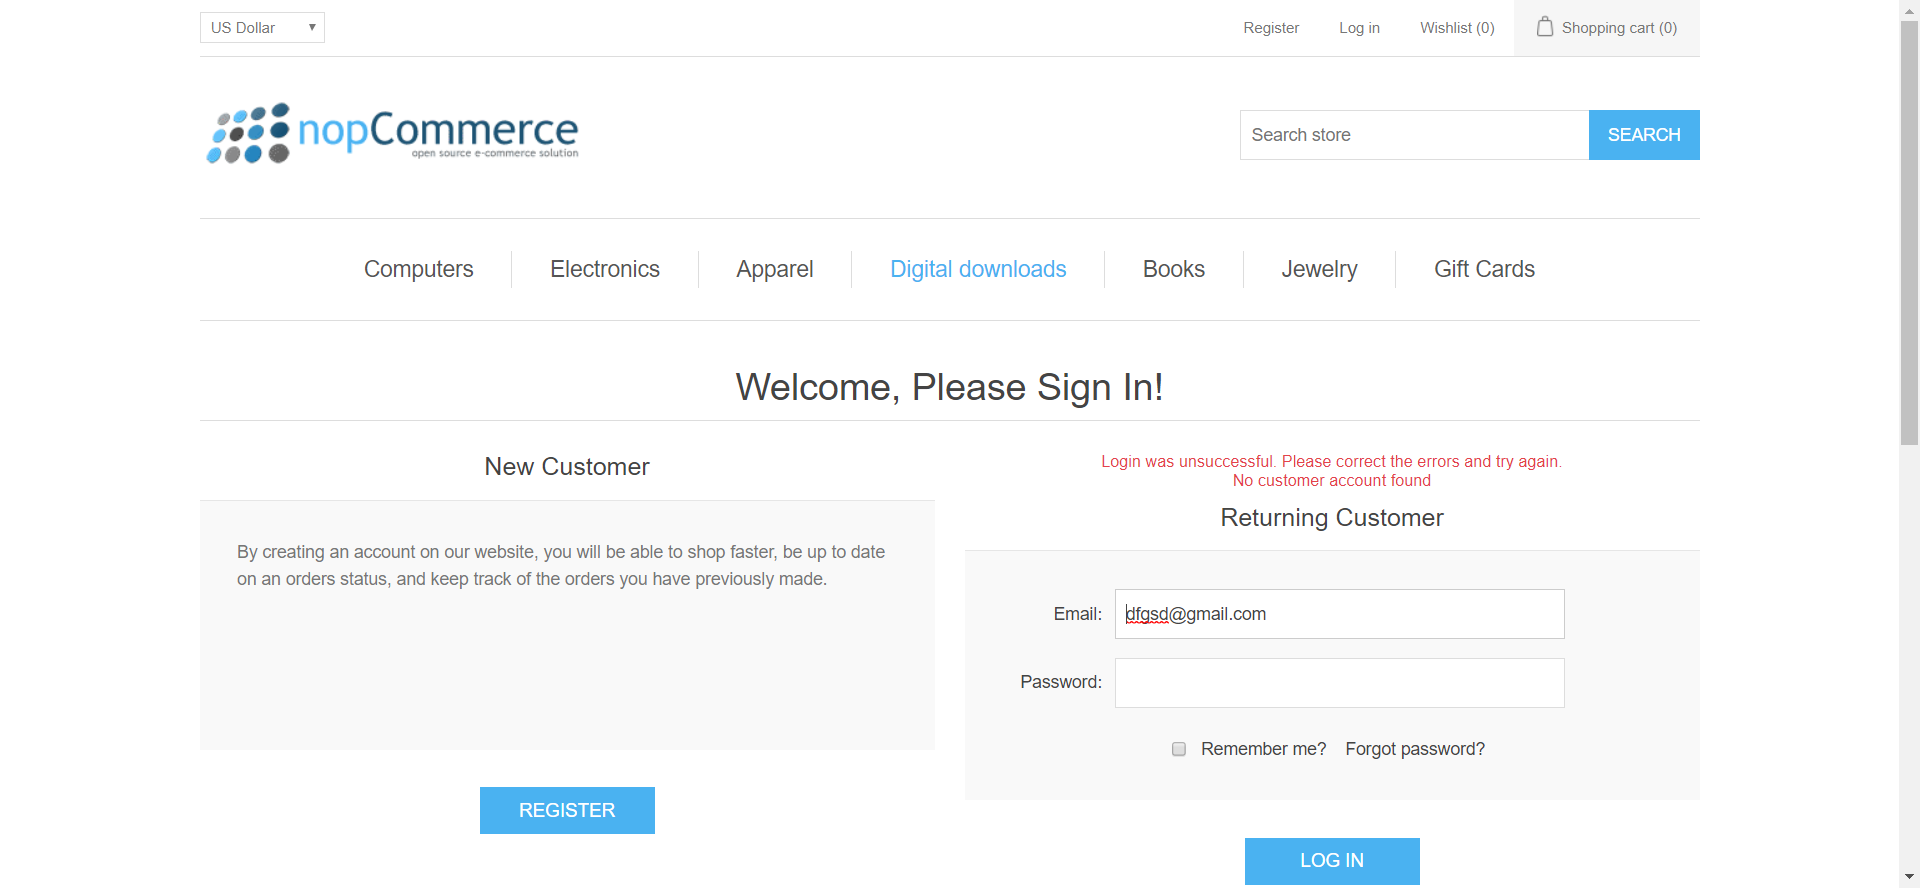 US Dollar
Register
Log in
Wishlist (0)
Shopping cart (0)
nopCommerce
open source e-commerce solution
Search store
SEARCH
Computers
Electronics
Apparel
Digital downloads
Books
Jewelry
Gift Cards
Welcome, Please Sign In!
New Customer
By creating an account on our website, you will be able to shop faster, be up to date
on an orders status, and keep track of the orders you have previously made.
REGISTER
Login was unsuccessful. Please correct the errors and try again.
No customer account found
Returning Customer
Email:
dfgsd@gmail.com
Password:
Remember me?
Forgot password?
LOG IN